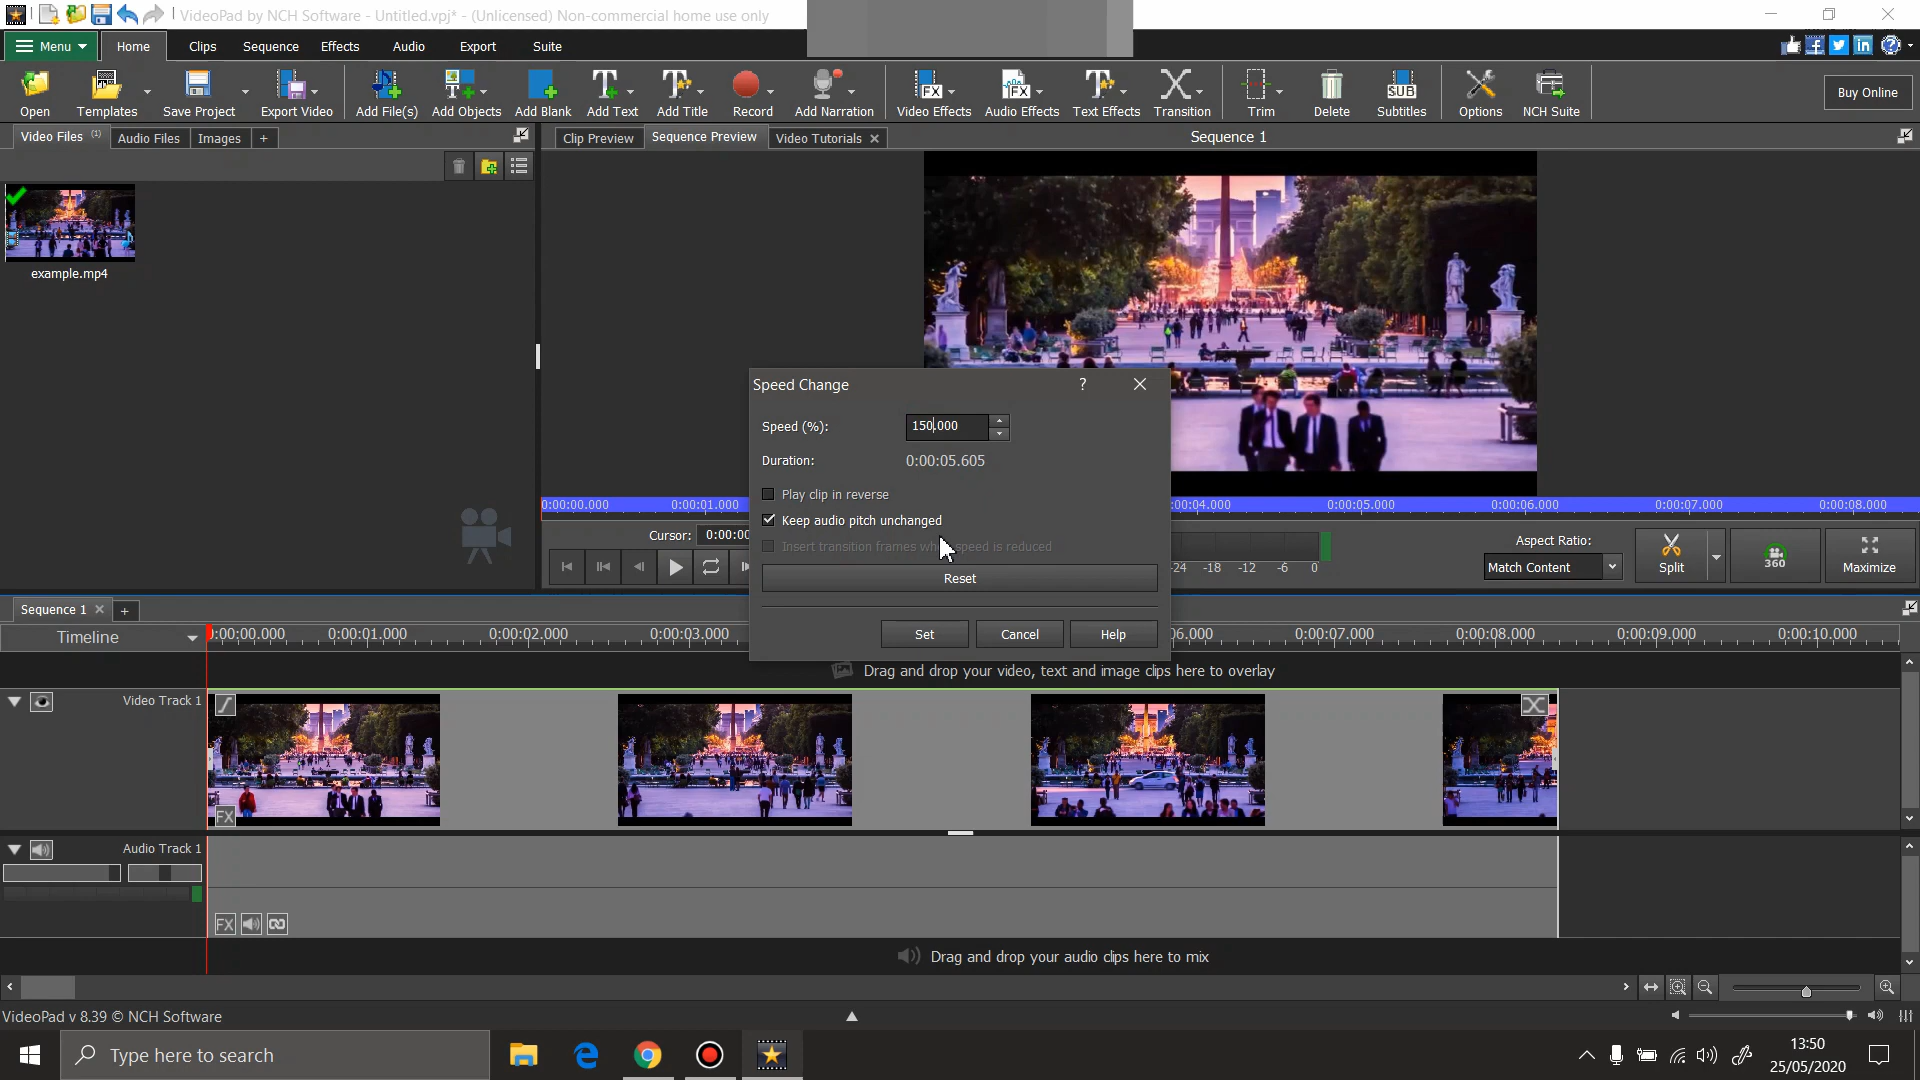 VideoPad by NCH Software - Untitled.vpj* - (Unlicensed) Non-commercial home use only
Menu Home Clips Sequence Effects Audio Export Suite
Open Templates Save Project Export Video Add File(s) Add Objects Add Blank Add Text Add Title Record Add Narration Video Effects Audio Effects Text Effects Transition Trim Delete Subtitles Options NCH Suite Buy Online
Video Files (1) Audio Files Images + Clip Preview Sequence Preview Video Tutorials Sequence 1
example.mp4
Speed Change ?
Speed (%): 150.000
Duration: 0:00:05.605
Play clip in reverse
Keep audio pitch unchanged
Insert transition frames when speed is reduced
Reset
Set Cancel Help
0:00:00.000 0:00:01.000 :00:04.000 0:00:05.000 0:00:06.000 0:00:07.000 0:00:08.000
Cursor: 0:00:00
-24 -18 -12 -6 0
Aspect Ratio:
Match Content
Split 360 Maximize
Sequence 1 +
Timeline 0:00:00.000 0:00:01.000 0:00:02.000 0:00:03.000 06.000 0:00:07.000 0:00:08.000 0:00:09.000 0:00:10.000
Drag and drop your video, text and image clips here to overlay
Video Track 1
FX
Audio Track 1
FX
Drag and drop your audio clips here to mix
VideoPad v 8.39 © NCH Software
Type here to search
13:50
25/05/2020